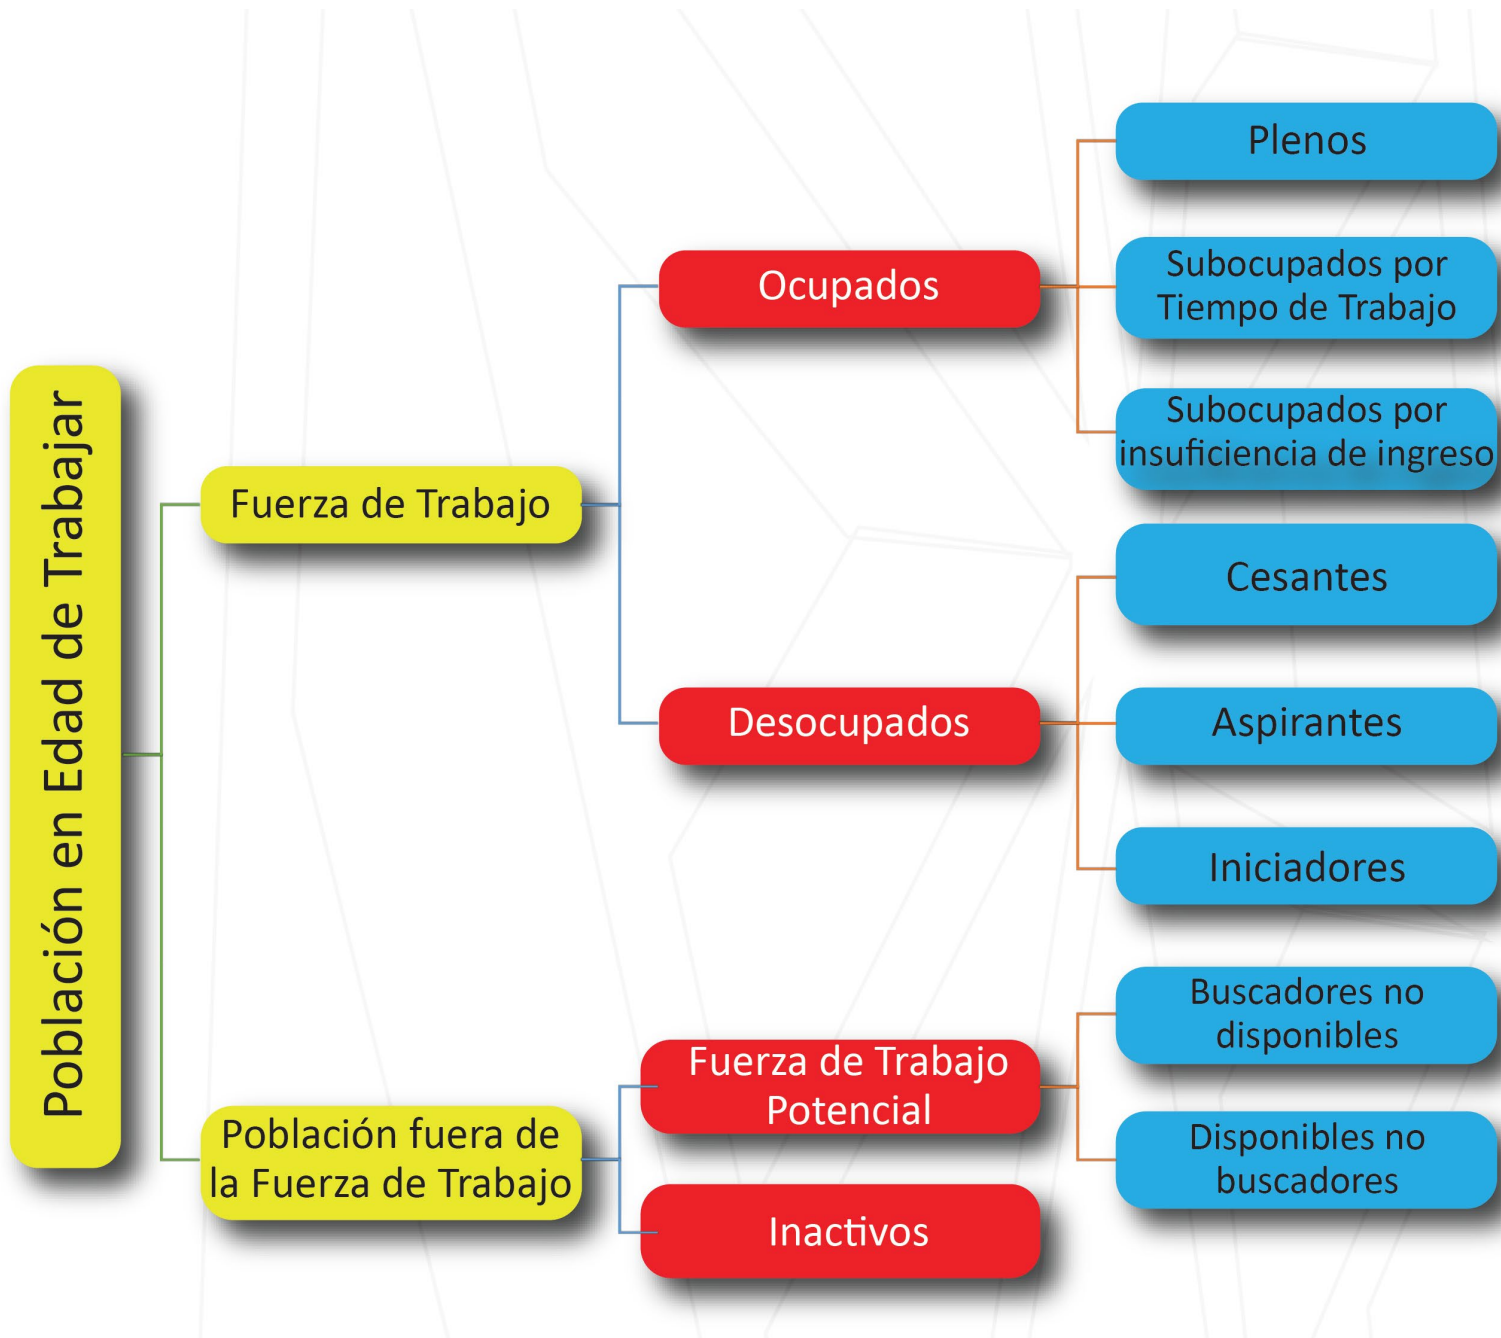 Población en Edad de Trabajar
Fuerza de Trabajo
Población fuera de
la Fuerza de Trabajo
Ocupados
Desocupados
Fuerza de Trabajo
Potencial
Inactivos
Plenos
Subocupados por
Tiempo de Trabajo
Subocupados por
insuficiencia de ingreso
Cesantes
Aspirantes
Iniciadores
Buscadores no
disponibles
Disponibles no
buscadores